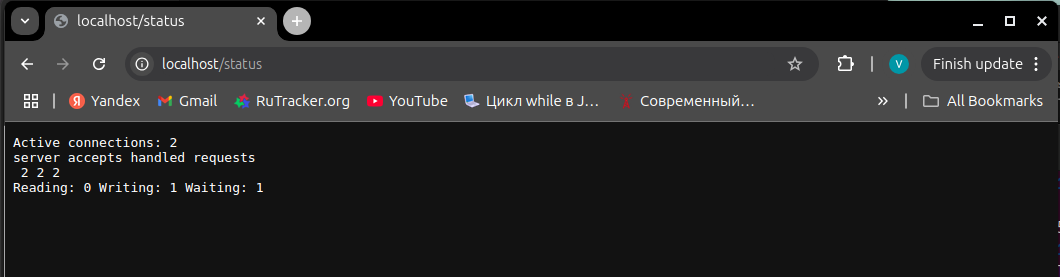 localhost/status
localhost/status
Finish update
V
Yandex Gmail RuTracker.org YouTube Цикл while в J... Современный... » All Bookmarks
Active connections: 2
server accepts handled requests
2 2 2
Reading: 0 Writing: 1 Waiting: 1